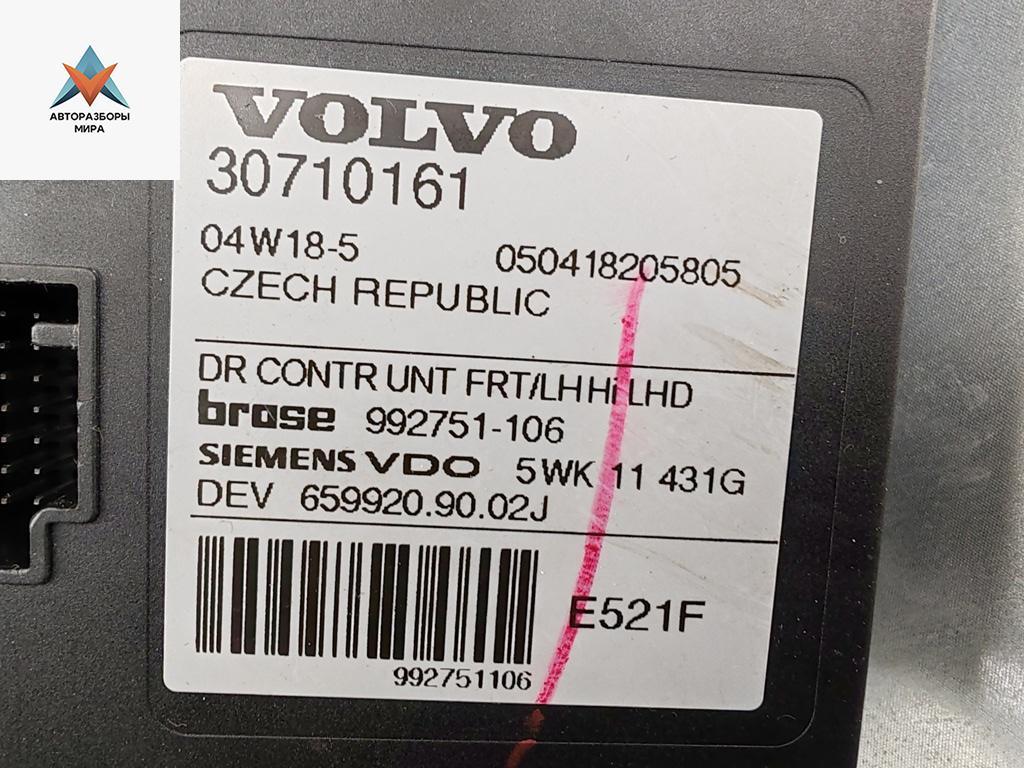 АВТОРАЗБОРЫ
МИРА
VOLVO
30710161
04W18-5 050418205805
CZECH REPUBLIC
DR CONTR UNT FRT/LH Hi LHD
brose 992751-106
SIEMENS VDO 5WK 11 431G
DEV 659920.90.02J
E521F
992751106